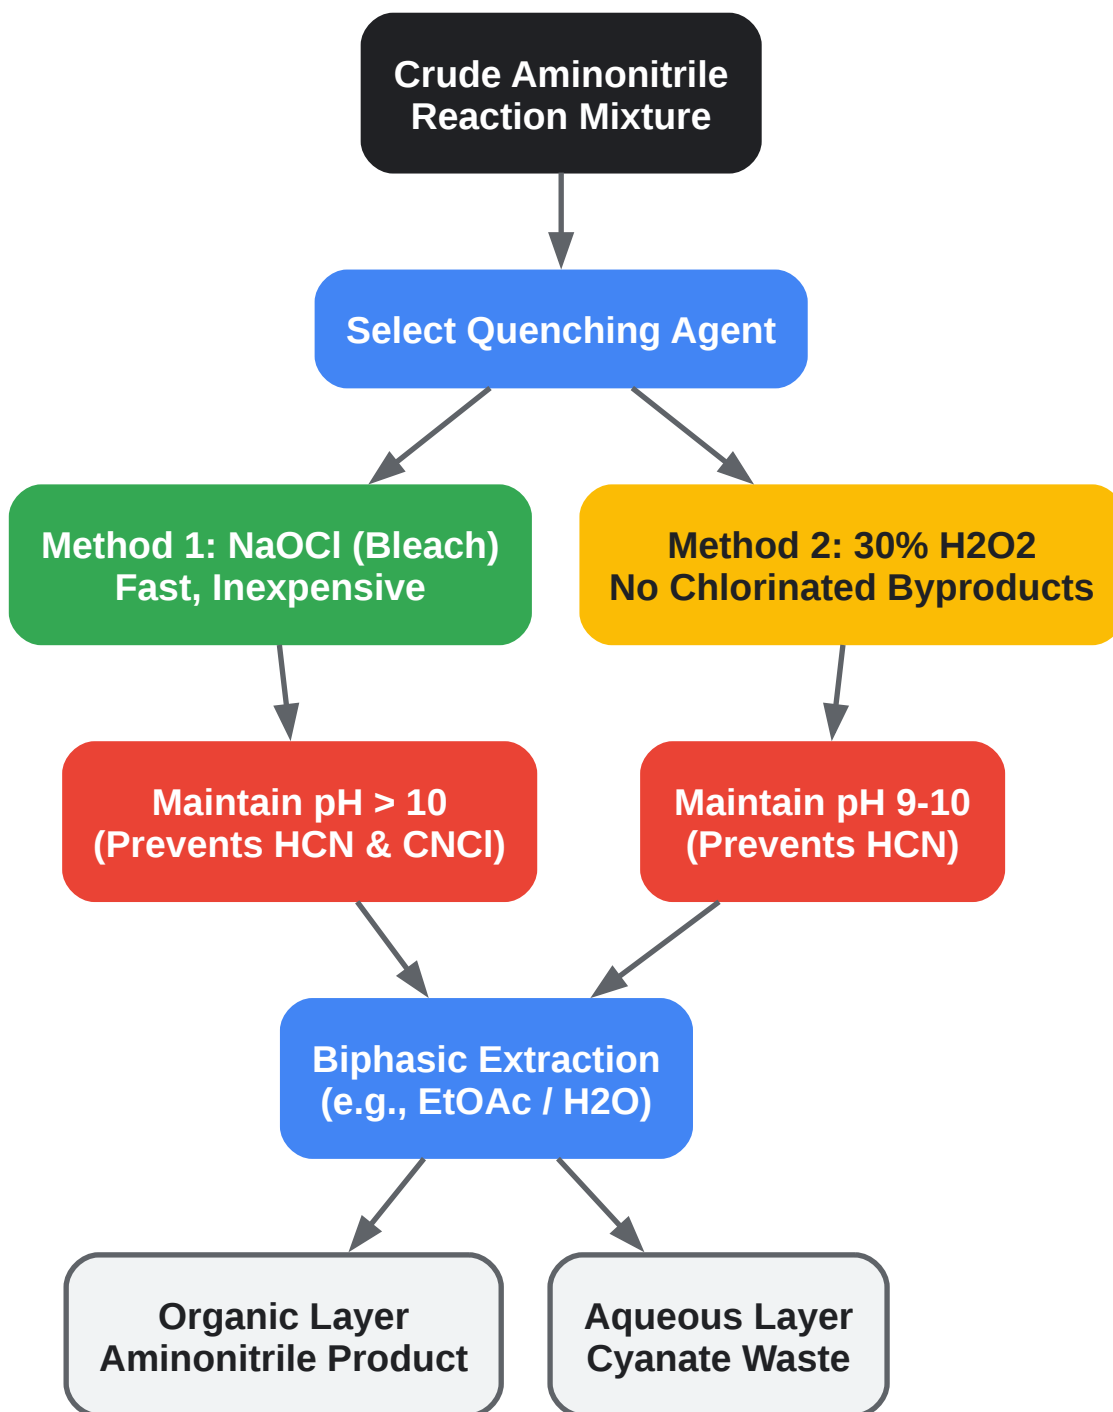 Crude Aminonitrile
Reaction Mixture
Select Quenching Agent
Method 1: NaOCl (Bleach)
Fast, Inexpensive
Method 2: 30% H2O2
No Chlorinated Byproducts
Maintain pH > 10
(Prevents HCN & CNCl)
Maintain pH 9-10
(Prevents HCN)
Biphasic Extraction
(e.g., EtOAc / H2O)
Organic Layer
Aminonitrile Product
Aqueous Layer
Cyanate Waste